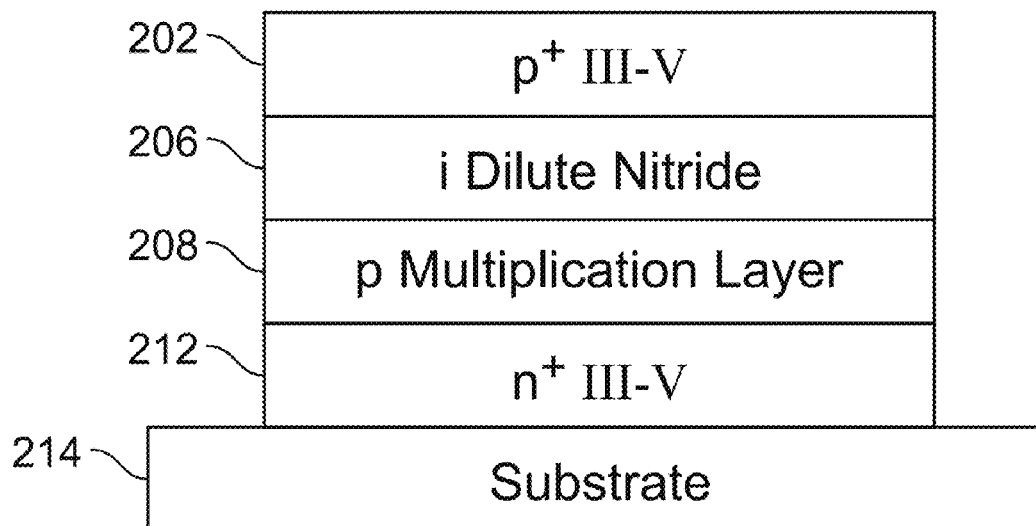 202
p⁺ III-V
206
i Dilute Nitride
208
p Multiplication Layer
212
n⁺ III-V
214
Substrate